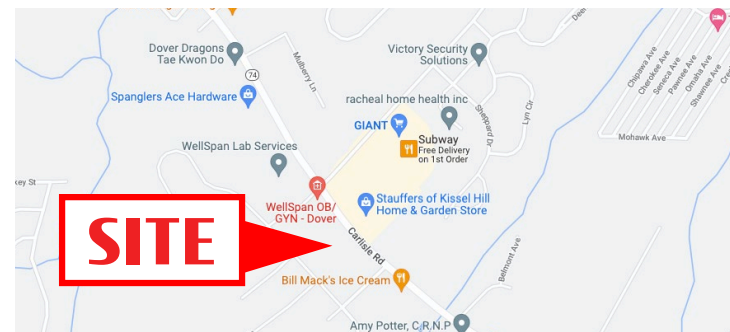 Dover Dragons
Tae Kwon Do
Victory Security
Solutions
Mulberry Ln
74
Spanglers Ace Hardware
racheal home health inc
GIANT
Subway
Free Delivery
on 1st Order
Sheppard Dr
Lyn Cir
Chipawa Ave
Cherokee Ave
Seneca Ave
Pawnee Ave
Omaha Ave
Shawnee Ave
Mohawk Ave
WellSpan Lab Services
key St
WellSpan OB/
GYN - Dover
Stauffers of Kissel Hill
Home & Garden Store
SITE
Carlisle Rd
Belmont Ave
Bill Mack's Ice Cream
Amy Potter, C.R.N.P